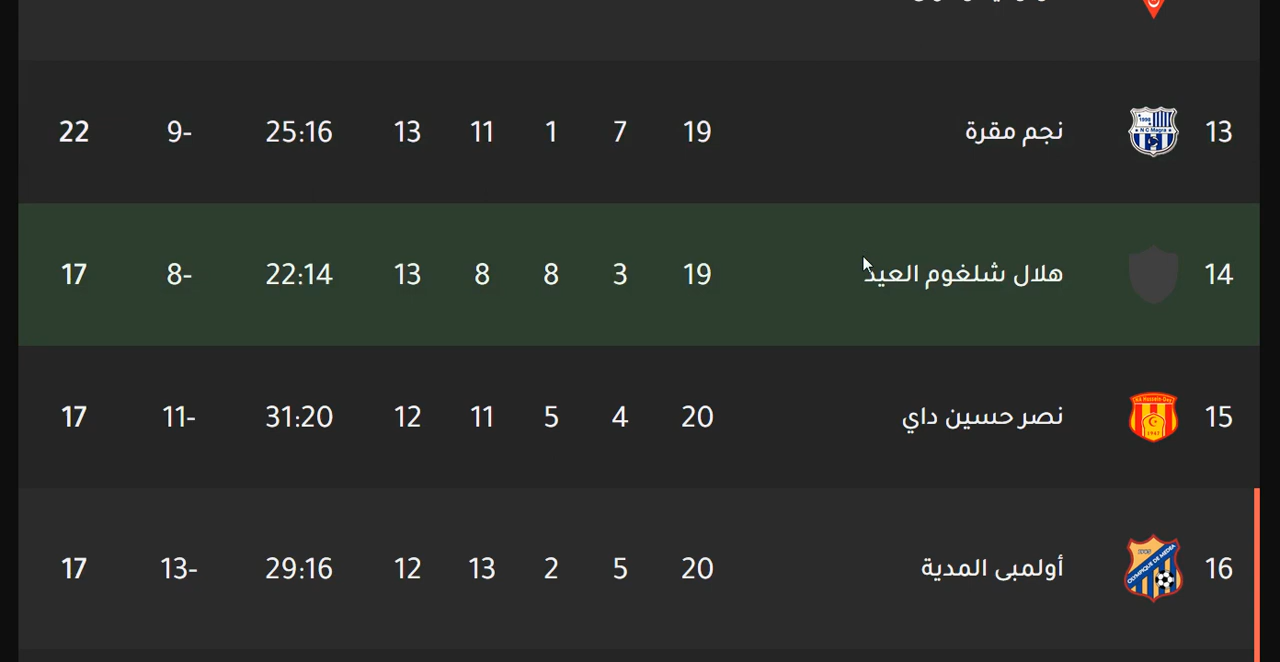 13 نجم مقرة 19 7 1 11 13 25:16 9- 22
14 هلال شلغوم العيد 19 3 8 8 13 22:14 8- 17
15 نصر حسين داي 20 4 5 11 12 31:20 11- 17
16 أولمبى المدية 20 5 2 13 12 29:16 13- 17